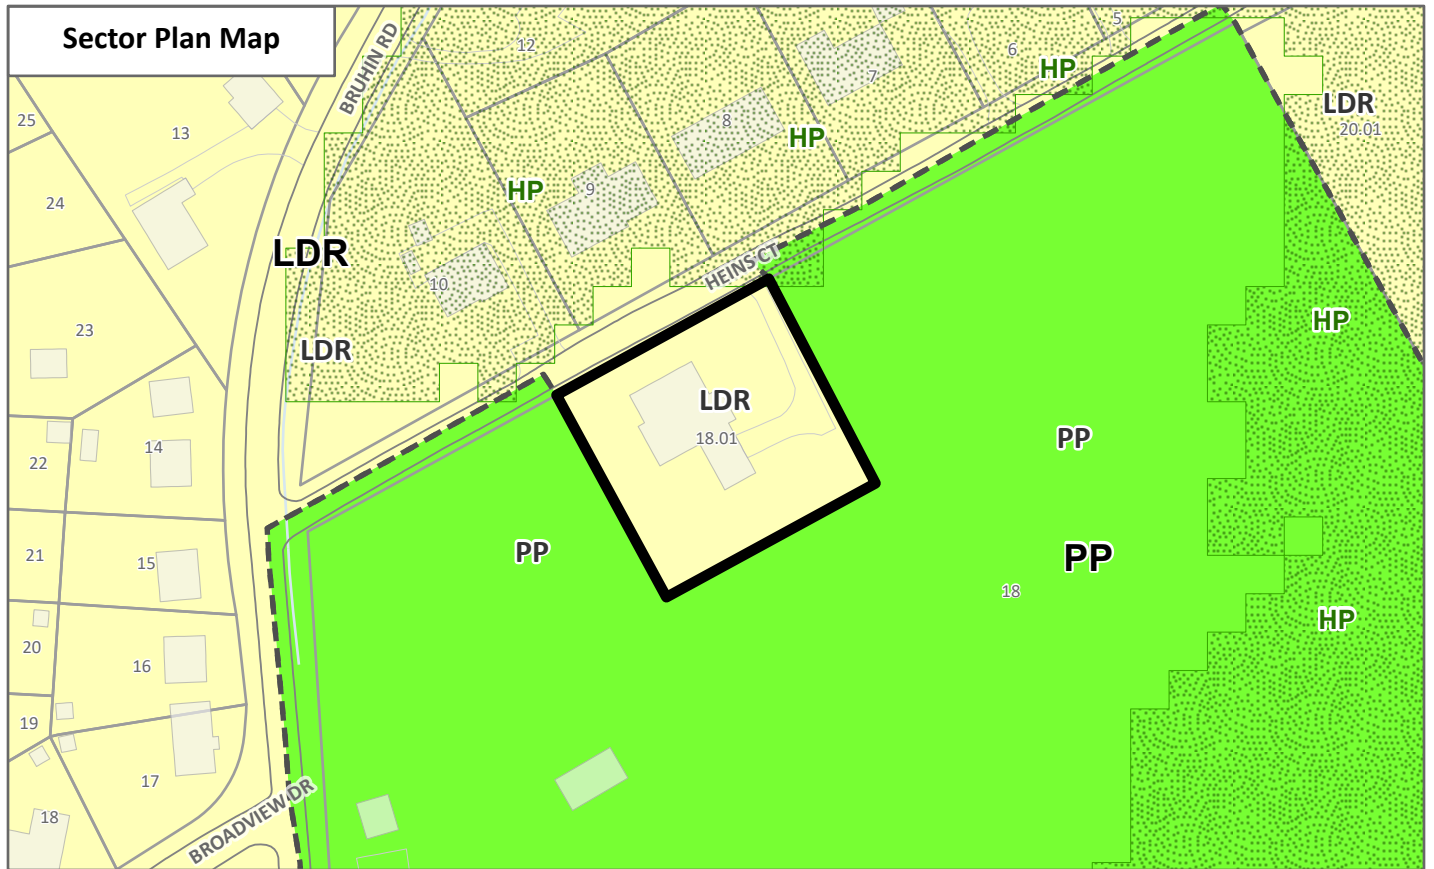 Sector Plan Map
BRUHIN RD
12
5
6
HP
7
LDR
20.01
25
13
8
HP
HP
9
24
LDR
HEINS CT
10
23
LDR
HP
LDR
18.01
PP
14
22
PP
PP
15
21
18
HP
20
16
19
17
BROADVIEW DR
18